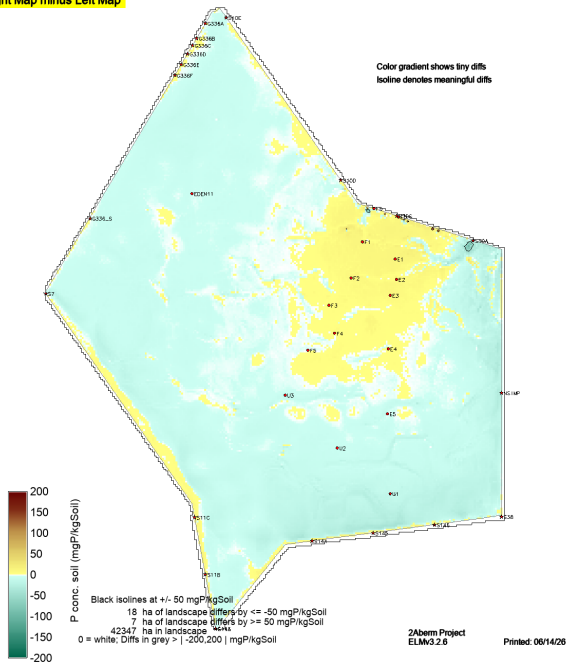 ght Map minus Left Map
Color gradient shows tiny diffs
Isoline denotes meaningful diffs
S10E
G336A
G336B
G336C
G336D
G336E
G336F
S10D
EDEN11
G336_S
F1
E1
F2
E2
E3
F3
F4
F5
E4
S7
U3
NS1MP
E5
U2
U1
S11C
S38
S14B
S11B
200
150
100
50
0
-50
-100
-150
-200
P conc. soil (mgP/kgSoil)
Black isolines at +/- 50 mgP/kgSoil
18 ha of landscape differs by <= -50 mgP/kgSoil
7 ha of landscape differs by >= 50 mgP/kgSoil
42347 ha in landscape
0 = white; Diffs in grey > | -200,200 | mgP/kgSoil
2Aberm Project
ELMv3.2.6
Printed: 06/14/26